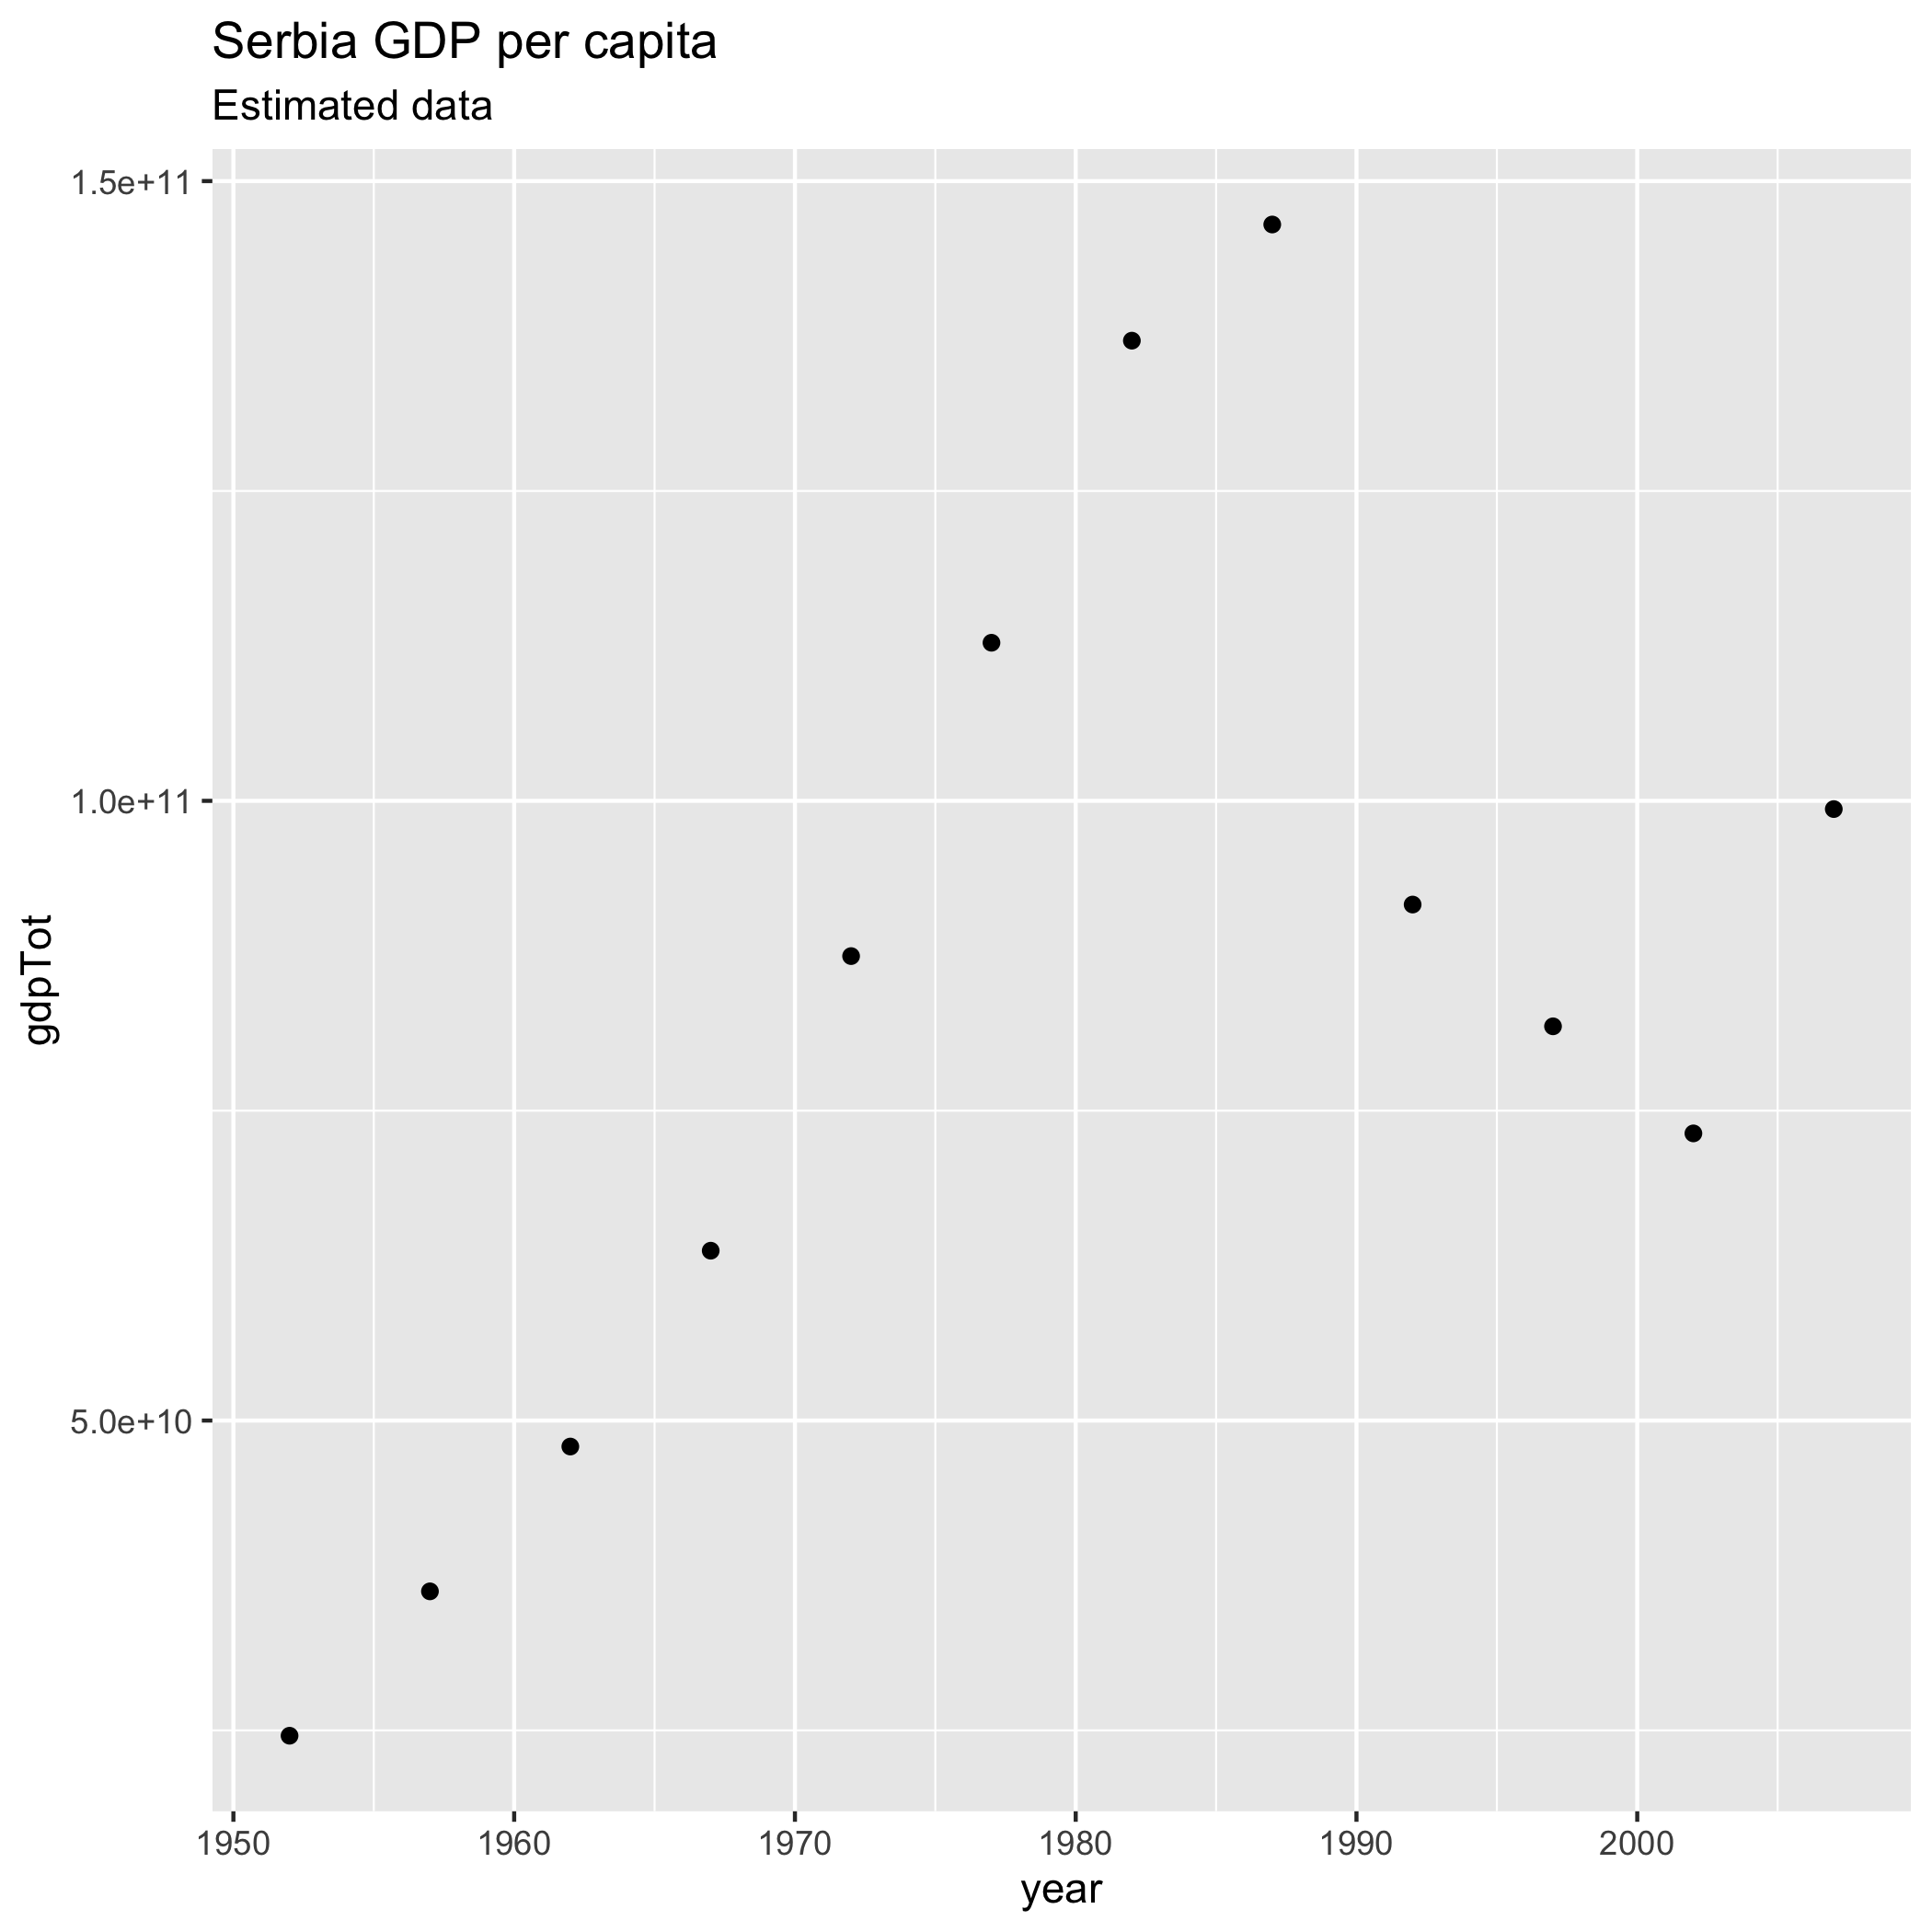 Serbia GDP per capita
Estimated data
1.5e+11
1.0e+11
5.0e+10
gdpTot
1950 1960 1970 1980 1990 2000
year